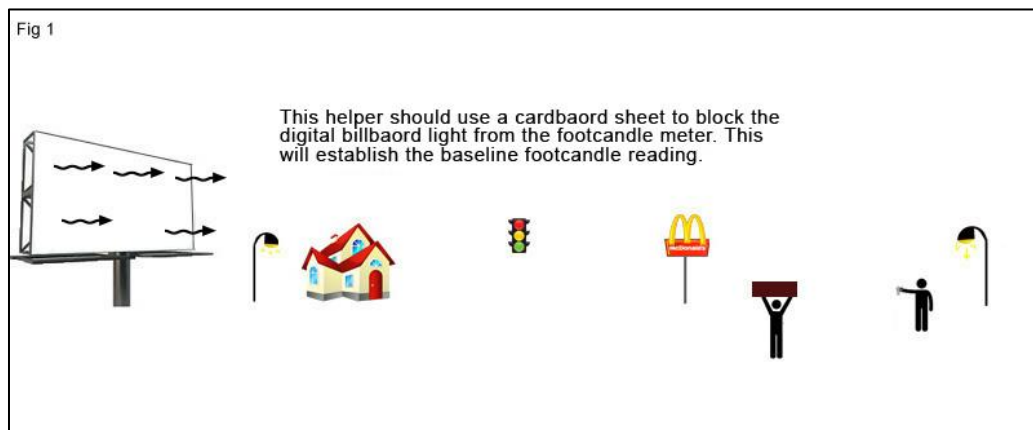 Fig 1
This helper should use a cardbaord sheet to block the
digital billbaord light from the footcandle meter. This
will establish the baseline footcandle reading.
McDonald's